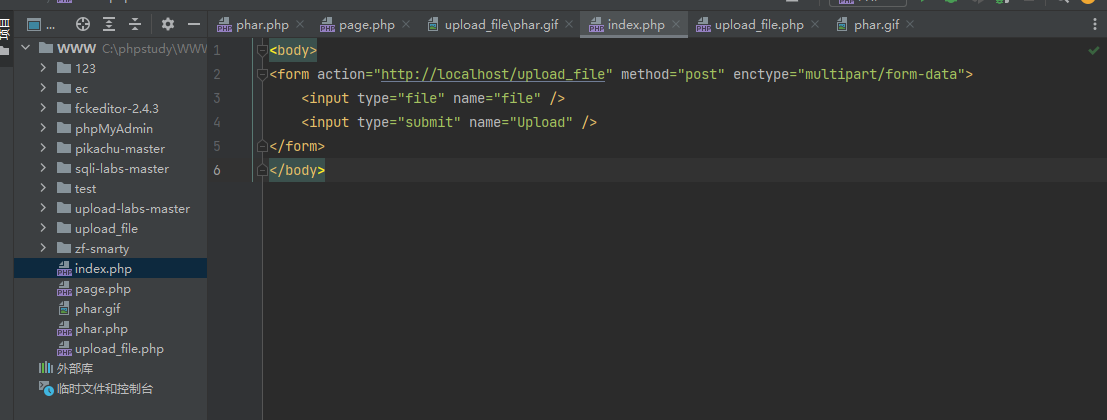 phar.php
page.php
upload_file\phar.gif
index.php
upload_file.php
phar.gif
WWW C:\phpstudy\WWW
123
ec
fckeditor-2.4.3
phpMyAdmin
pikachu-master
sqli-labs-master
test
upload-labs-master
upload_file
zf-smarty
index.php
page.php
phar.gif
phar.php
upload_file.php
外部库
临时文件和控制台
1 <body>
2 <form action="http://localhost/upload_file" method="post" enctype="multipart/form-data">
3 <input type="file" name="file" />
4 <input type="submit" name="Upload" />
5 </form>
6 </body>